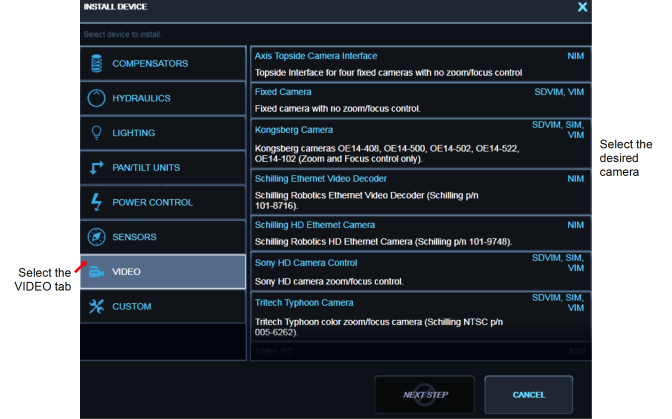 INSTALL DEVICE
Select device to install.
COMPENSATORS
HYDRAULICS
LIGHTING
PAN/TILT UNITS
POWER CONTROL
SENSORS
VIDEO
CUSTOM
Select the
VIDEO tab
Axis Topside Camera Interface NIM
Topside Interface for four fixed cameras with no zoom/focus control
Fixed Camera SDVIM, VIM
Fixed camera with no zoom/focus control.
Kongsberg Camera SDVIM, SIM,
VIM
Kongsberg cameras OE14-408, OE14-500, OE14-502, OE14-522,
OE14-102 (Zoom and Focus control only).
Schilling Ethernet Video Decoder NIM
Schilling Robotics Ethernet Video Decoder (Schilling p/n
101-8716).
Schilling HD Ethernet Camera NIM
Schilling Robotics HD Ethernet Camera (Schilling p/n 101-9748).
Sony HD Camera Control SDVIM, SIM,
VIM
Sony HD camera zoom/focus control.
Tritech Typhoon Camera SDVIM, SIM,
VIM
Tritech Typhoon color zoom/focus camera (Schilling NTSC p/n
005-6262).
Video PC NIM
Select the
desired
camera
NEXT STEP
CANCEL